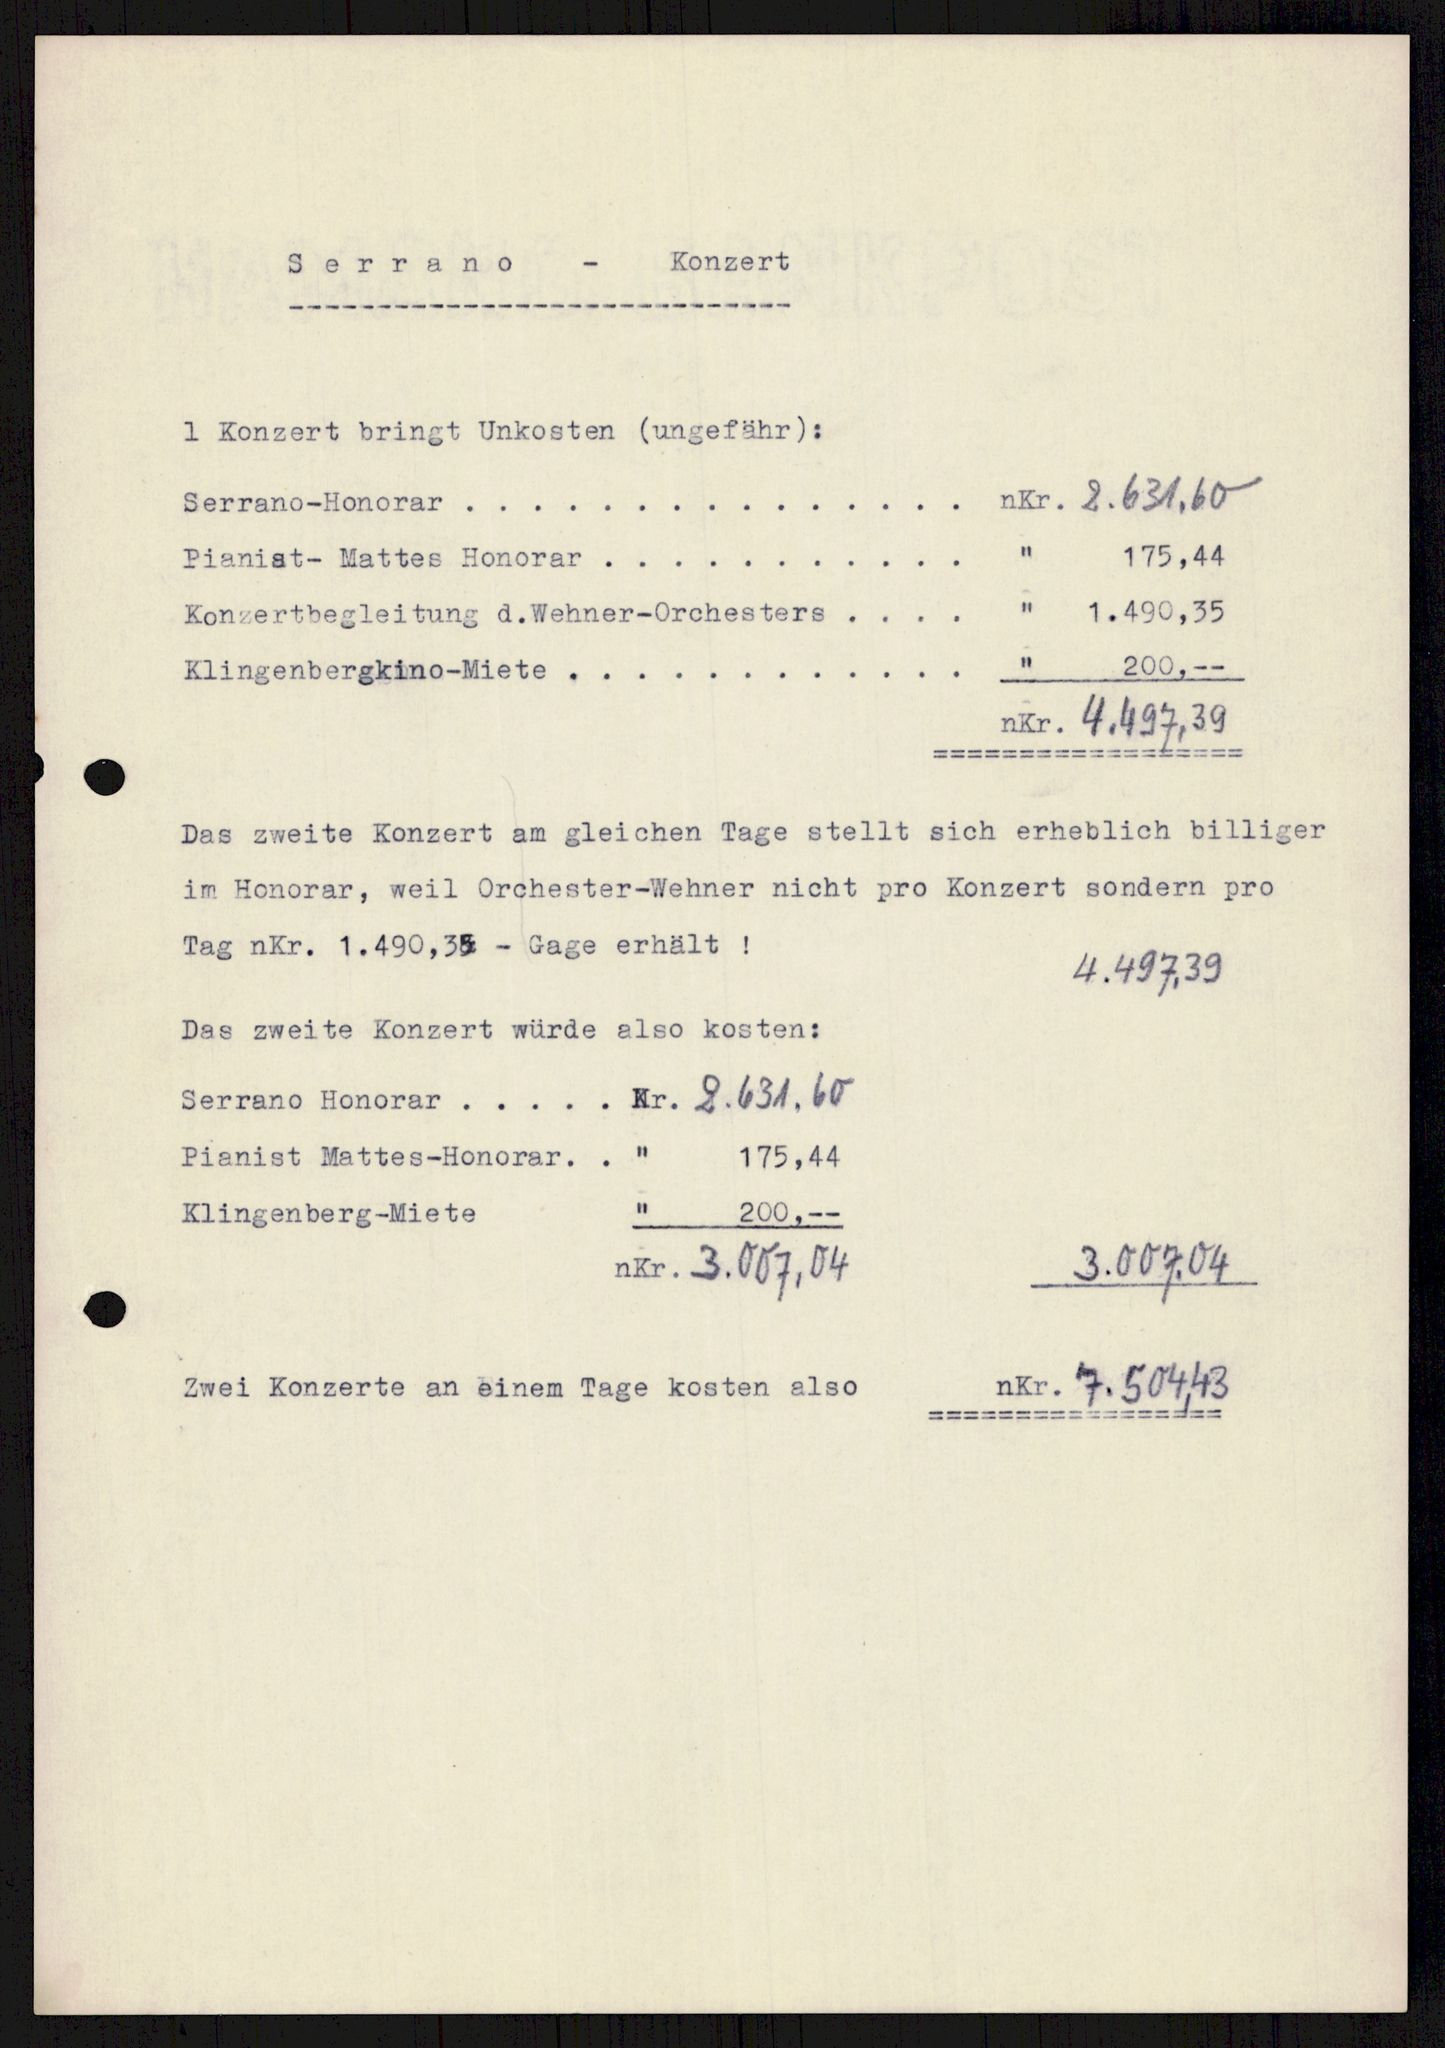 S e r r a n o - Konzert
1 Konzert bringt Unkosten (ungefähr):
Serrano-Honorar . . . . . . . . . . . . . . . nKr. 2.631,60
Pianist- Mattes Honorar . . . . . . . . . . . " 175,44
Konzertbegleitung d.Wehner-Orchesters . . . . " 1.490,35
Klingenbergkino-Miete . . . . . . . . . . . . " 200,--
nKr. 4.497,39
==================
Das zweite Konzert am gleichen Tage stellt sich erheblich billiger
im Honorar, weil Orchester-Wehner nicht pro Konzert sondern pro
Tag nKr. 1.490,35 - Gage erhält !
4.497,39
Das zweite Konzert würde also kosten:
Serrano Honorar . . . . . Kr. 2.631,60
Pianist Mattes-Honorar. . " 175,44
Klingenberg-Miete " 200,--
nKr. 3.007,04 3.007.04
Zwei Konzerte an einem Tage kosten also nKr. 7.504,43
=================